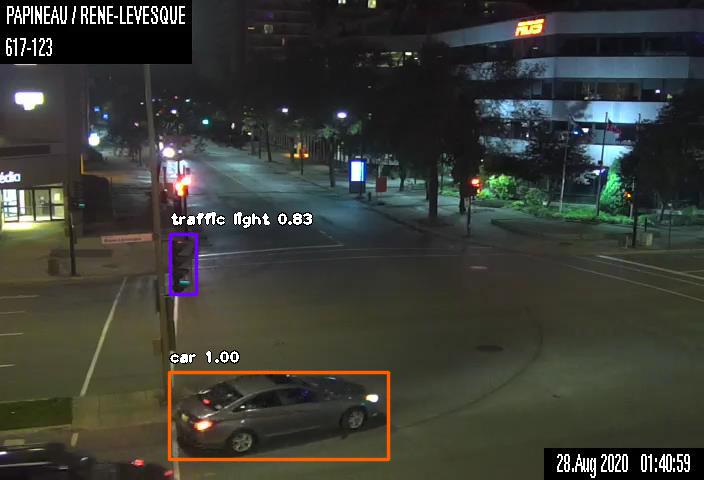 PAPINEAU / RENE-LEVESQUE
617-123
traffic light 0.83
car 1.00
28.Aug 2020 01:40:59